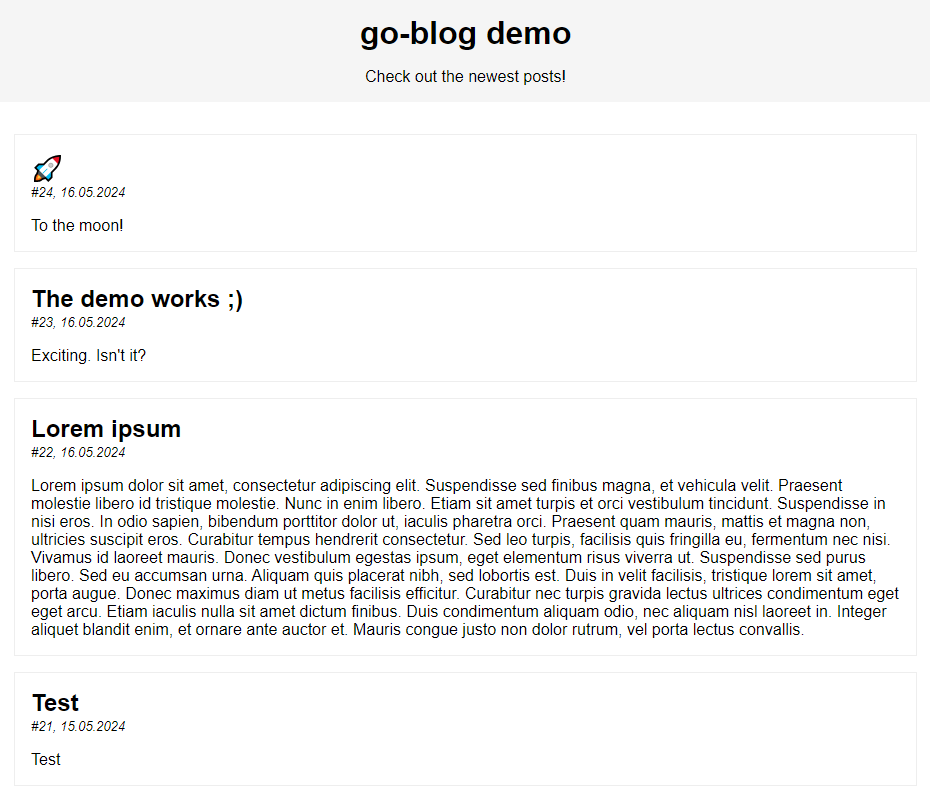 go-blog demo
Check out the newest posts!
🚀
#24, 16.05.2024
To the moon!
The demo works ;)
#23, 16.05.2024
Exciting. Isn't it?
Lorem ipsum
#22, 16.05.2024
Lorem ipsum dolor sit amet, consectetur adipiscing elit. Suspendisse sed finibus magna, et vehicula velit. Praesent
molestie libero id tristique molestie. Nunc in enim libero. Etiam sit amet turpis et orci vestibulum tincidunt. Suspendisse in
nisi eros. In odio sapien, bibendum porttitor dolor ut, iaculis pharetra orci. Praesent quam mauris, mattis et magna non,
ultricies suscipit eros. Curabitur tempus hendrerit consectetur. Sed leo turpis, facilisis quis fringilla eu, fermentum nec nisi.
Vivamus id laoreet mauris. Donec vestibulum egestas ipsum, eget elementum risus viverra ut. Suspendisse sed purus
libero. Sed eu accumsan urna. Aliquam quis placerat nibh, sed lobortis est. Duis in velit facilisis, tristique lorem sit amet,
porta augue. Donec maximus diam ut metus facilisis efficitur. Curabitur nec turpis gravida lectus ultrices condimentum eget
eget arcu. Etiam iaculis nulla sit amet dictum finibus. Duis condimentum aliquam odio, nec aliquam nisl laoreet in. Integer
aliquet blandit enim, et ornare ante auctor et. Mauris congue justo non dolor rutrum, vel porta lectus convallis.
Test
#21, 15.05.2024
Test